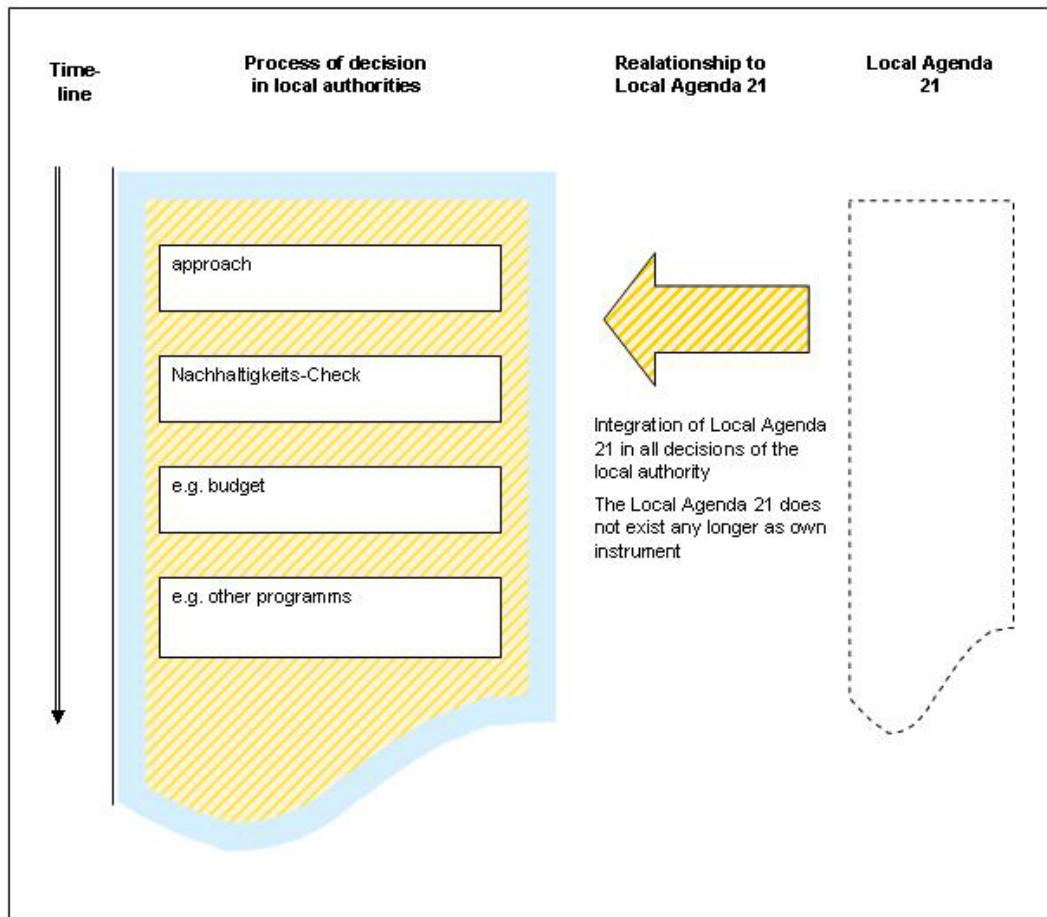 Time-
line
Process of decision
in local authorities
Realationship to
Local Agenda 21
Local Agenda
21
approach
Nachhaltigkeits-Check
e.g. budget
e.g. other programms
Integration of Local Agenda
21 in all decisions of the
local authority
The Local Agenda 21 does
not exist any longer as own
instrument